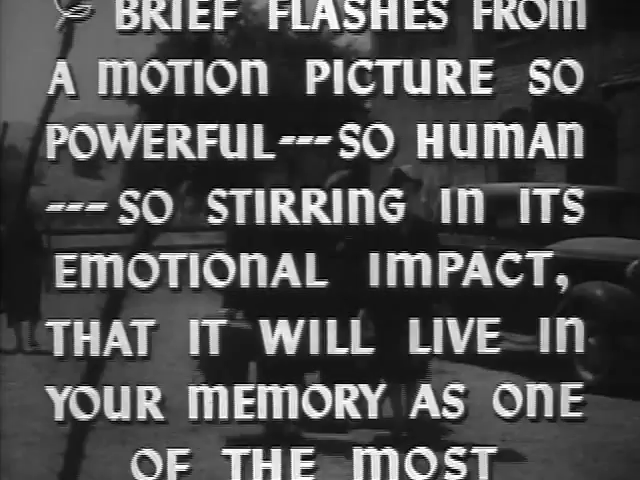 BRIEF FLASHES FROM
A MOTION PICTURE SO
POWERFUL---SO HUMAN
---SO STIRRING IN ITS
EMOTIONAL IMPACT,
THAT IT WILL LIVE IN
YOUR MEMORY AS ONE
OF THE MOST